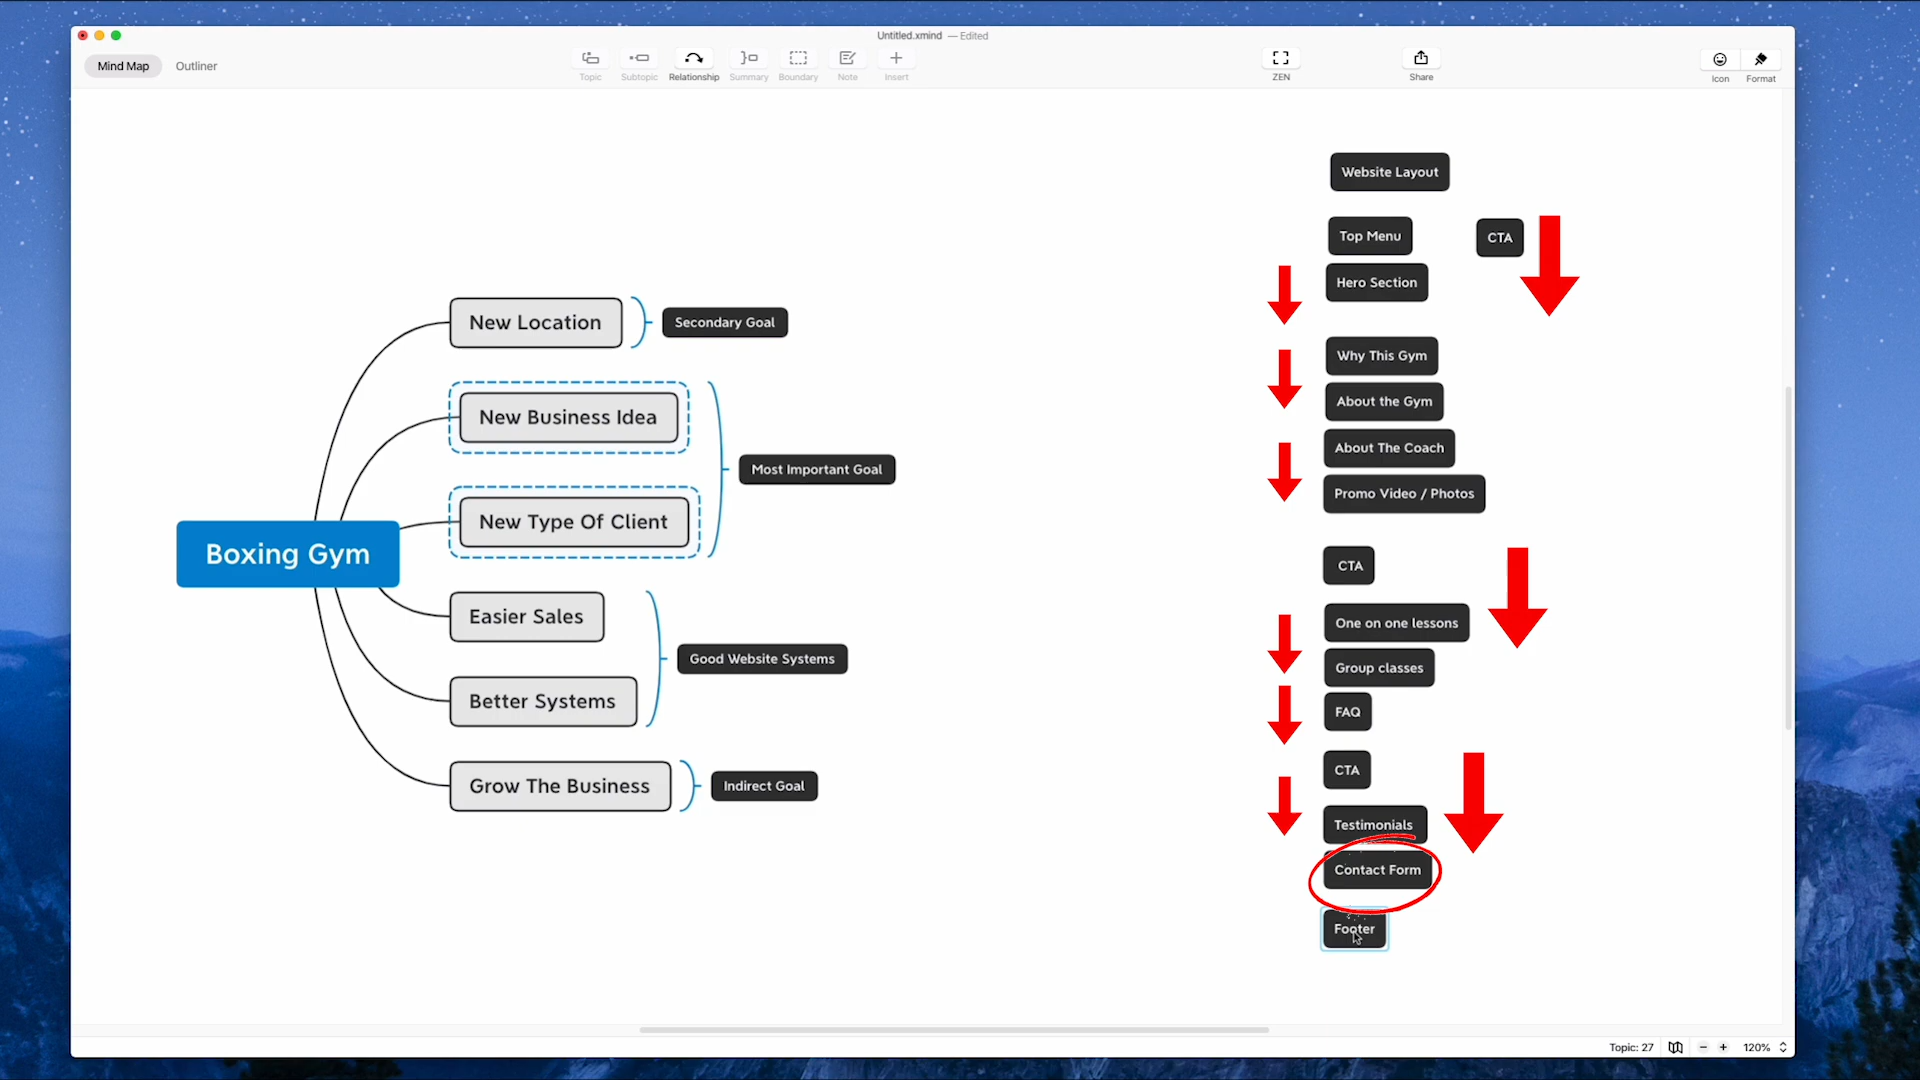 Untitled.xmind — Edited
Mind Map
Outliner
Topic
Subtopic
Relationship
Summary
Boundary
Note
Insert
ZEN
Share
Icon
Format
Boxing Gym
New Location
Secondary Goal
New Business Idea
New Type Of Client
Most Important Goal
Easier Sales
Better Systems
Good Website Systems
Grow The Business
Indirect Goal
Website Layout
Top Menu
CTA
Hero Section
Why This Gym
About the Gym
About The Coach
Promo Video / Photos
CTA
One on one lessons
Group classes
FAQ
CTA
Testimonials
Contact Form
Footer
Topic: 27
120%